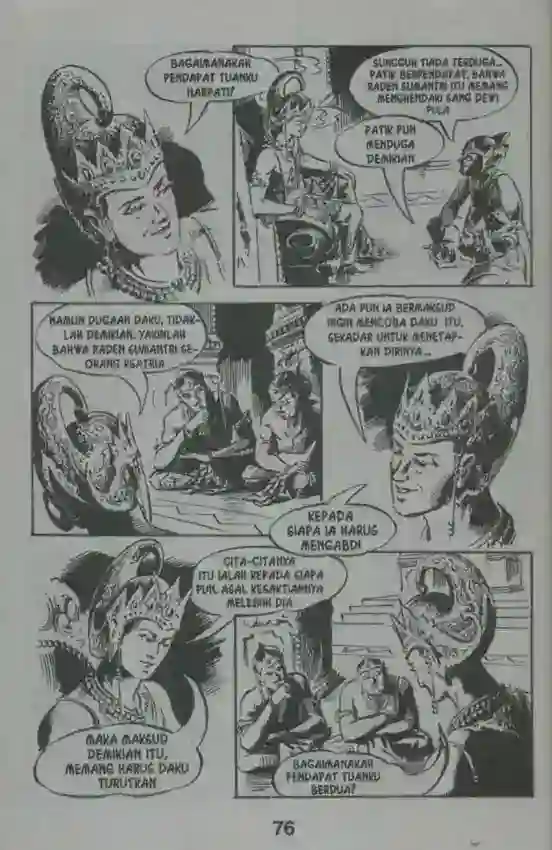 BAGAIMANAKAH
PENDAPAT TUANKU
HARPATI?
SUNGGUH TIADA TERDUGA...
PATIK BERPENDAPAT, BAHWA
RADEN SUMANTRI ITU MEMANG
MENGHENDAKI SANG DEWI
PULA
PATIK PUN
MENDUGA
DEMIKIAN
NAMUN DUGAAN DAKU, TIDAK-
LAH DEMIKIAN. YAKINLAH
BAHWA RADEN SUMANTRI SE-
ORANG KSATRIA
ADA PUN IA BERMAKSUD
INGIN MENCOBA DAKU ITU,
SEKADAR UNTUK MENETAP-
KAN DIRINYA...
KEPADA
SIAPA IA HARUS
MENGABDI
CITA-CITANYA
ITU IALAH KEPADA SIAPA
PUN, ASAL KESAKTIANNYA
MELEBIHI DIA
MAKA MAKSUD
DEMIKIAN ITU,
MEMANG HARUS DAKU
TURUTKAN
BAGAIMANAKAH
PENDAPAT TUANKU
BERDUA?
76